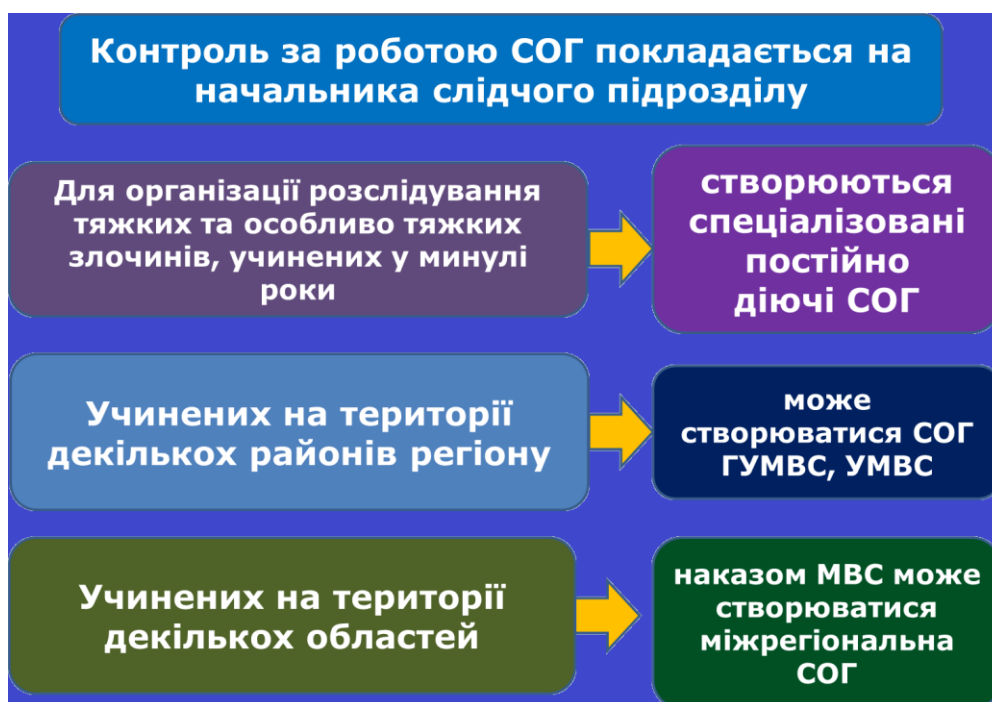 Контроль за роботою СОГ покладається на
начальника слідчого підрозділу
Для організації розслідування
тяжких та особливо тяжких
злочинів, учинених у минулі
роки
створюються
спеціалізовані
постійно
діючі СОГ
Учинених на території
декількох районів регіону
може
створюватися СОГ
ГУМВС, УМВС
Учинених на території
декількох областей
наказом МВС може
створюватися
міжрегіональна
СОГ